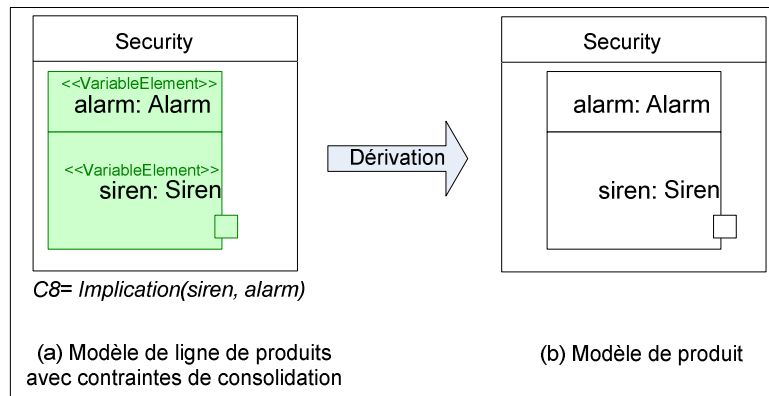 Security
<<VariableElement>>
alarm: Alarm
<<VariableElement>>
siren: Siren
C8= Implication(siren, alarm)
(a) Modèle de ligne de produits
avec contraintes de consolidation
Dérivation
Security
alarm: Alarm
siren: Siren
(b) Modèle de produit